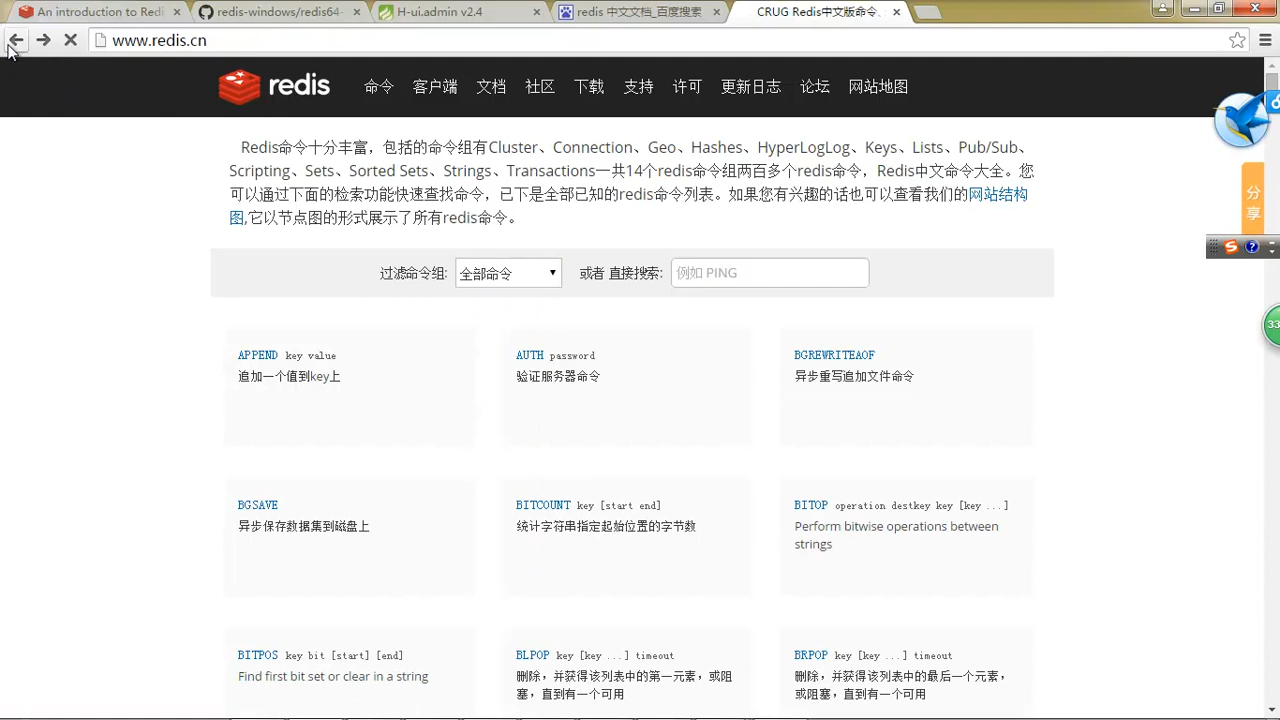 An introduction to Redi
redis-windows/redis64-
H-ui.admin v2.4
redis 中文文档_百度搜索
CRUG Redis中文版命令、
www.redis.cn
redis
命令 客户端 文档 社区 下载 支持 许可 更新日志 论坛 网站地图
Redis命令十分丰富，包括的命令组有Cluster、Connection、Geo、Hashes、HyperLogLog、Keys、Lists、Pub/Sub、
Scripting、Sets、Sorted Sets、Strings、Transactions一共14个redis命令组两百多个redis命令，Redis中文命令大全。您
可以通过下面的检索功能快速查找命令，已下是全部已知的redis命令列表。如果您有兴趣的话也可以查看我们的网站结构
图,它以节点图的形式展示了所有redis命令。
分
享
过滤命令组: 全部命令 或者 直接搜索: 例如 PING
33
APPEND key value
追加一个值到key上
AUTH password
验证服务器命令
BGREWRITEAOF
异步重写追加文件命令
BGSAVE
异步保存数据集到磁盘上
BITCOUNT key [start end]
统计字符串指定起始位置的字节数
BITOP operation destkey key [key ...]
Perform bitwise operations between
strings
BITPOS key bit [start] [end]
Find first bit set or clear in a string
BLPOP key [key ...] timeout
删除，并获得该列表中的第一元素，或阻
塞，直到有一个可用
BRPOP key [key ...] timeout
删除，并获得该列表中的最后一个元素，
或阻塞，直到有一个可用